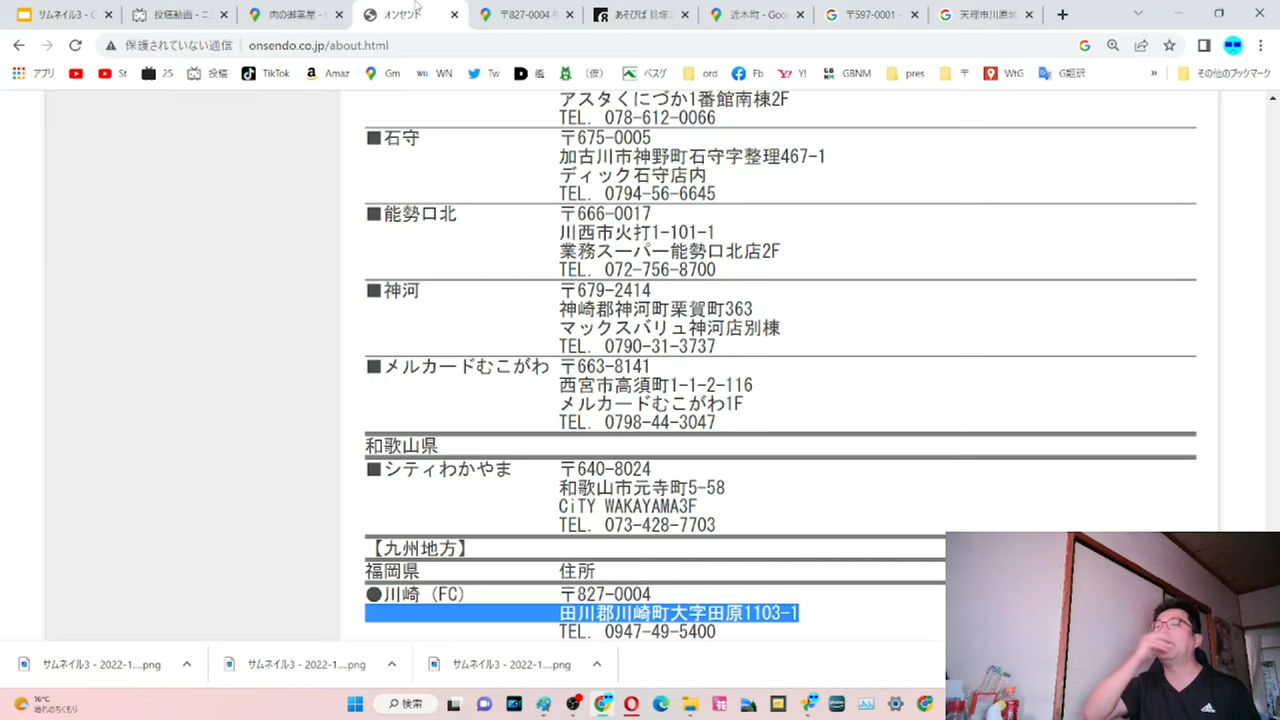 サムネイル3 - G
投稿動画 - ニ
肉の御室屋 -
オンセンド
〒827-0004
あそびば 貝塚
近木町 - Goo
〒597-0001 -
天理市川原城
保護されていない通信
onsendo.co.jp/about.html
アプリ
St
25
投稿
TikTok
Amaz
Gm
WN
Tw
艦
(仮)
バスゲ
ord
Fb
Y!
GBNM
pres
〒
WtG
G翻訳
»
その他のブックマーク
アスタくにづか1番館南棟2F
TEL. 078-612-0066
■石守 〒675-0005
加古川市神野町石守字整理467-1
ディック石守店内
TEL. 0794-56-6645
■能勢口北 〒666-0017
川西市火打1-101-1
業務スーパー能勢口北店2F
TEL. 072-756-8700
■神河 〒679-2414
神崎郡神河町栗賀町363
マックスバリュ神河店別棟
TEL. 0790-31-3737
■メルカードむこがわ 〒663-8141
西宮市高須町1-1-2-116
メルカードむこがわ1F
TEL. 0798-44-3047
和歌山県
■シティわかやま 〒640-8024
和歌山市元寺町5-58
CiTY WAKAYAMA3F
TEL. 073-428-7703
【九州地方】
福岡県 住所
●川崎（FC） 〒827-0004
田川郡川崎町大字田原1103-1
TEL. 0947-49-5400
サムネイル3 - 2022-1....png
サムネイル3 - 2022-1....png
サムネイル3 - 2022-1....png
16°C
晴れのちくもり
検索
adidas